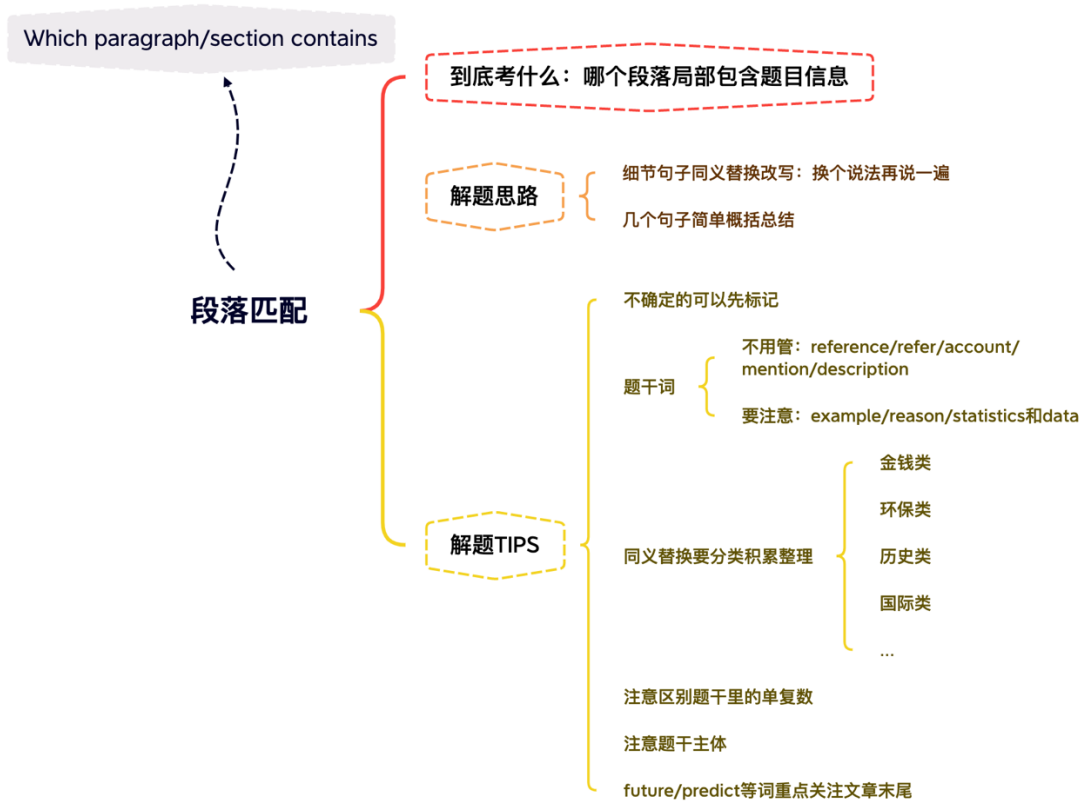 Which paragraph/section contains
到底考什么：哪个段落局部包含题目信息
细节句子同义替换改写：换个说法再说一遍
解题思路
几个句子简单概括总结
段落匹配
不确定的可以先标记
不用管：reference/refer/account/
mention/description
题干词
要注意：example/reason/statistics和data
金钱类
环保类
解题TIPS
同义替换要分类积累整理
历史类
国际类
...
注意区别题干里的单复数
注意题干主体
future/predict等词重点关注文章末尾